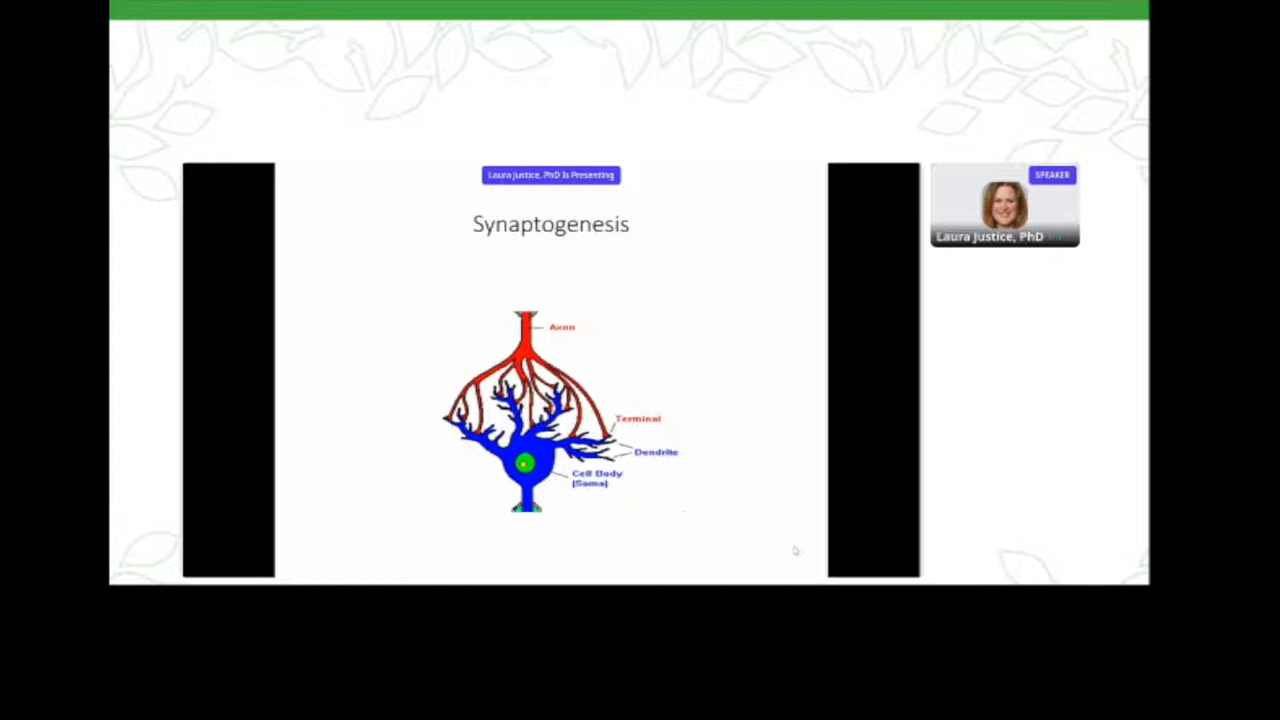 Laura Justice, PhD Is Presenting
SPEAKER
Laura Justice, PhD
Synaptogenesis
Axon
Terminal
Dendrite
Cell Body
(Soma)